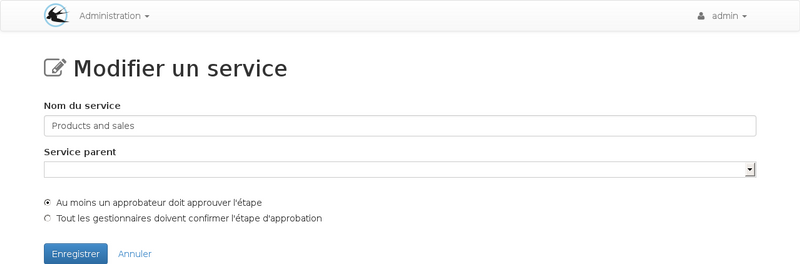 Administration
admin
Modifier un service
Nom du service
Products and sales
Service parent
Au moins un approbateur doit approuver l'étape
Tout les gestionnaires doivent confirmer l'étape d'approbation
Enregistrer Annuler